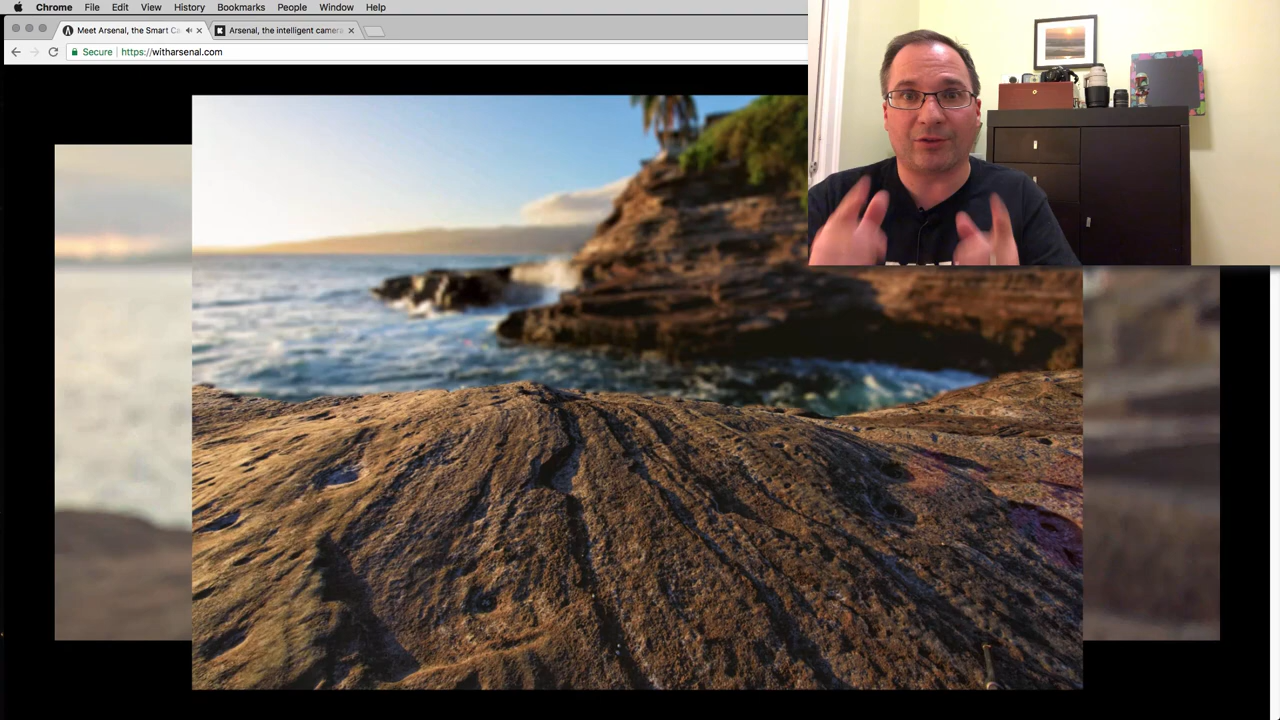 Chrome File Edit View History Bookmarks People Window Help
Meet Arsenal, the Smart Ca
Arsenal, the intelligent camera
Secure https://witharsenal.com